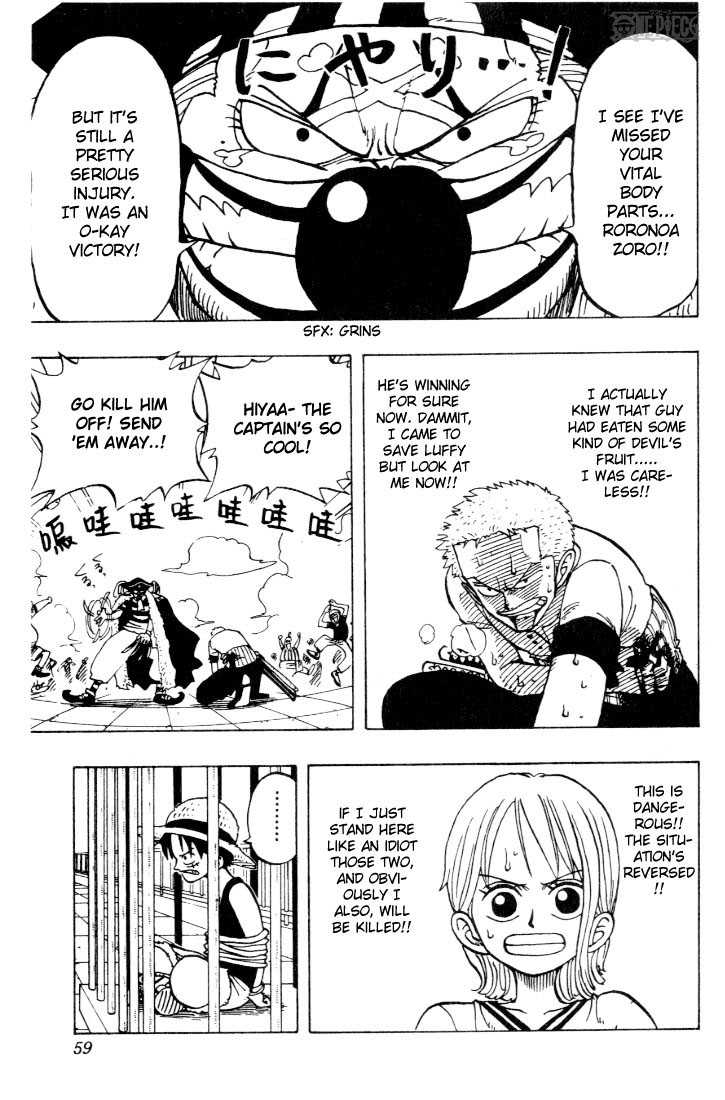 ONE PIECE
にやり…!
I SEE I'VE
MISSED
YOUR
VITAL
BODY
PARTS...
RORONOA
ZORO!!
BUT IT'S
STILL A
PRETTY
SERIOUS
INJURY.
IT WAS AN
O-KAY
VICTORY!
SFX: GRINS
I ACTUALLY
KNEW THAT GUY
HAD EATEN SOME
KIND OF DEVIL'S
FRUIT.....
I WAS CARE-
LESS!!
HE'S WINNING
FOR SURE
NOW. DAMMIT,
I CAME TO
SAVE LUFFY
BUT LOOK AT
ME NOW!!
HIYAA- THE
CAPTAIN'S SO
COOL!
GO KILL HIM
OFF! SEND
'EM AWAY..!
嗚哇哇哇哇哇哇
THIS IS
DANGE-
ROUS!!
THE SITU-
ATION'S
REVERSED
!!
IF I JUST
STAND HERE
LIKE AN IDIOT
THOSE TWO,
AND OBVI-
OUSLY I
ALSO, WILL
BE KILLED!!
........
59